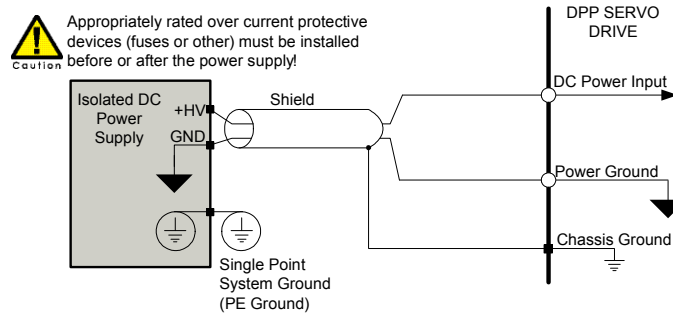 Appropriately rated over current protective
devices (fuses or other) must be installed
before or after the power supply!
Caution
DPP SERVO
DRIVE
Isolated DC
Power
Supply
+HV
GND
Shield
DC Power Input
Power Ground
Chassis Ground
Single Point
System Ground
(PE Ground)